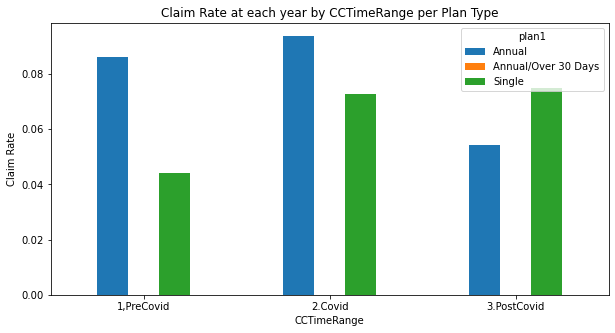 Claim Rate at each year by CCTimeRange per Plan Type
plan1
Annual
Annual/Over 30 Days
Single
Claim Rate
0.08
0.06
0.04
0.02
0.00
1,PreCovid
2.Covid
3.PostCovid
CCTimeRange